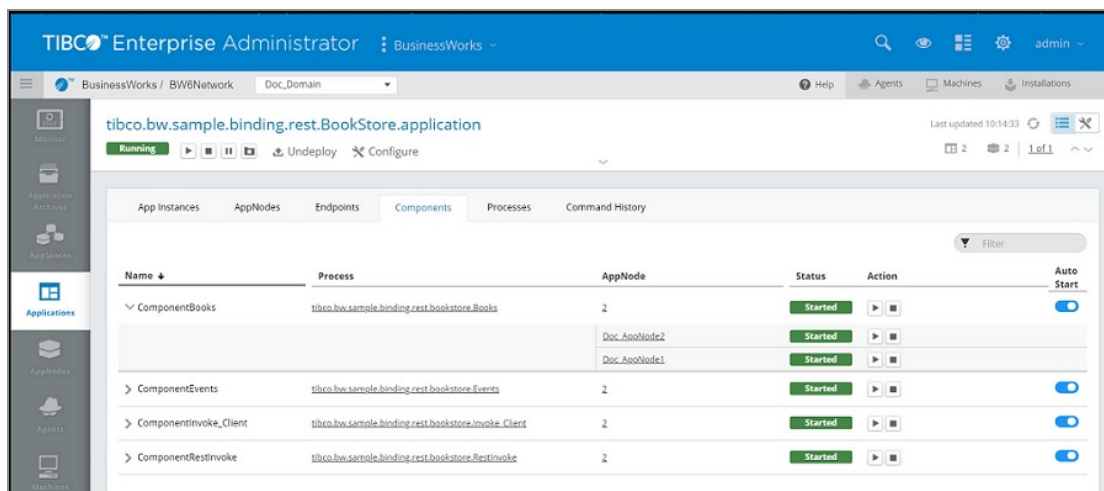 TIBCO™ Enterprise Administrator BusinessWorks admin
BusinessWorks / BW6Network Doc_Domain Help Agents Machines Installations
tibco.bw.sample.binding.rest.BookStore.application Last updated 10:14:33
Running Undeploy Configure 2 2 1 of 1
Monitor
Application
Archives
AppSpaces
Applications
AppNodes
Agents
Machines
App Instances AppNodes Endpoints Components Processes Command History
Filter
Name Process AppNode Status Action Auto Start
ComponentBooks tibco.bw.sample.binding.rest.bookstore.Books 2 Started
Doc_AppNode2 Started
Doc_AppNode1 Started
ComponentEvents tibco.bw.sample.binding.rest.bookstore.Events 2 Started
ComponentInvoke_Client tibco.bw.sample.binding.rest.bookstore.Invoke_Client 2 Started
ComponentRestInvoke tibco.bw.sample.binding.rest.bookstore.RestInvoke 2 Started